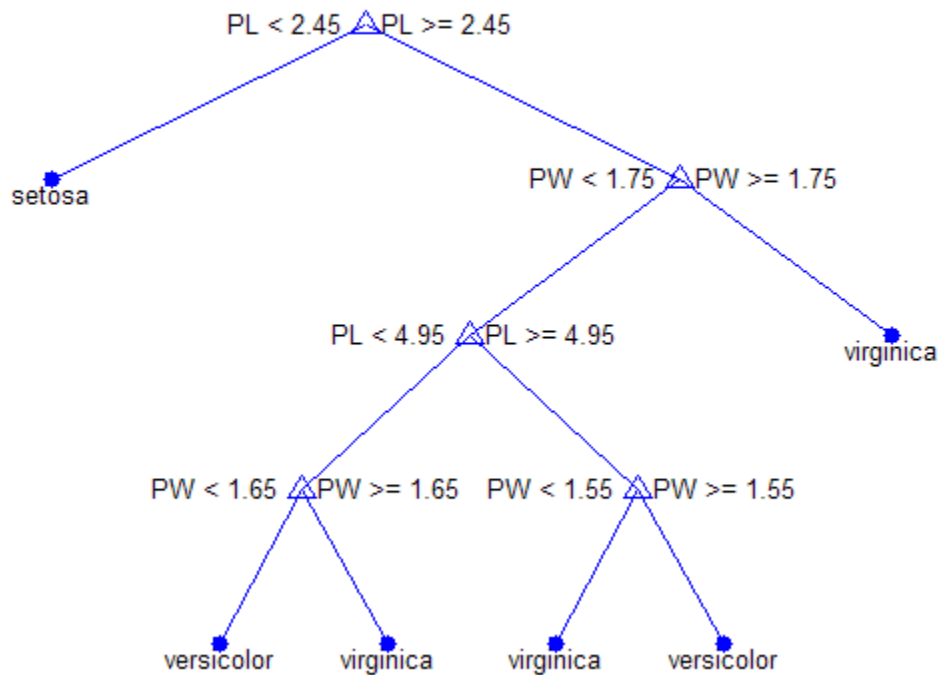 PL < 2.45 PL >= 2.45
setosa
PW < 1.75 PW >= 1.75
PL < 4.95 PL >= 4.95
virginica
PW < 1.65 PW >= 1.65 PW < 1.55 PW >= 1.55
versicolor virginica virginica versicolor